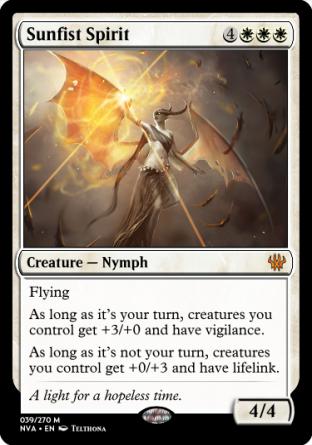 Sunfist Spirit 4
Creature — Nymph
Flying
As long as it's your turn, creatures you
control get +3/+0 and have vigilance.
As long as it's not your turn, creatures
you control get +0/+3 and have lifelink.
A light for a hopeless time.
039/270 M
NVA • EN Telthona
4/4